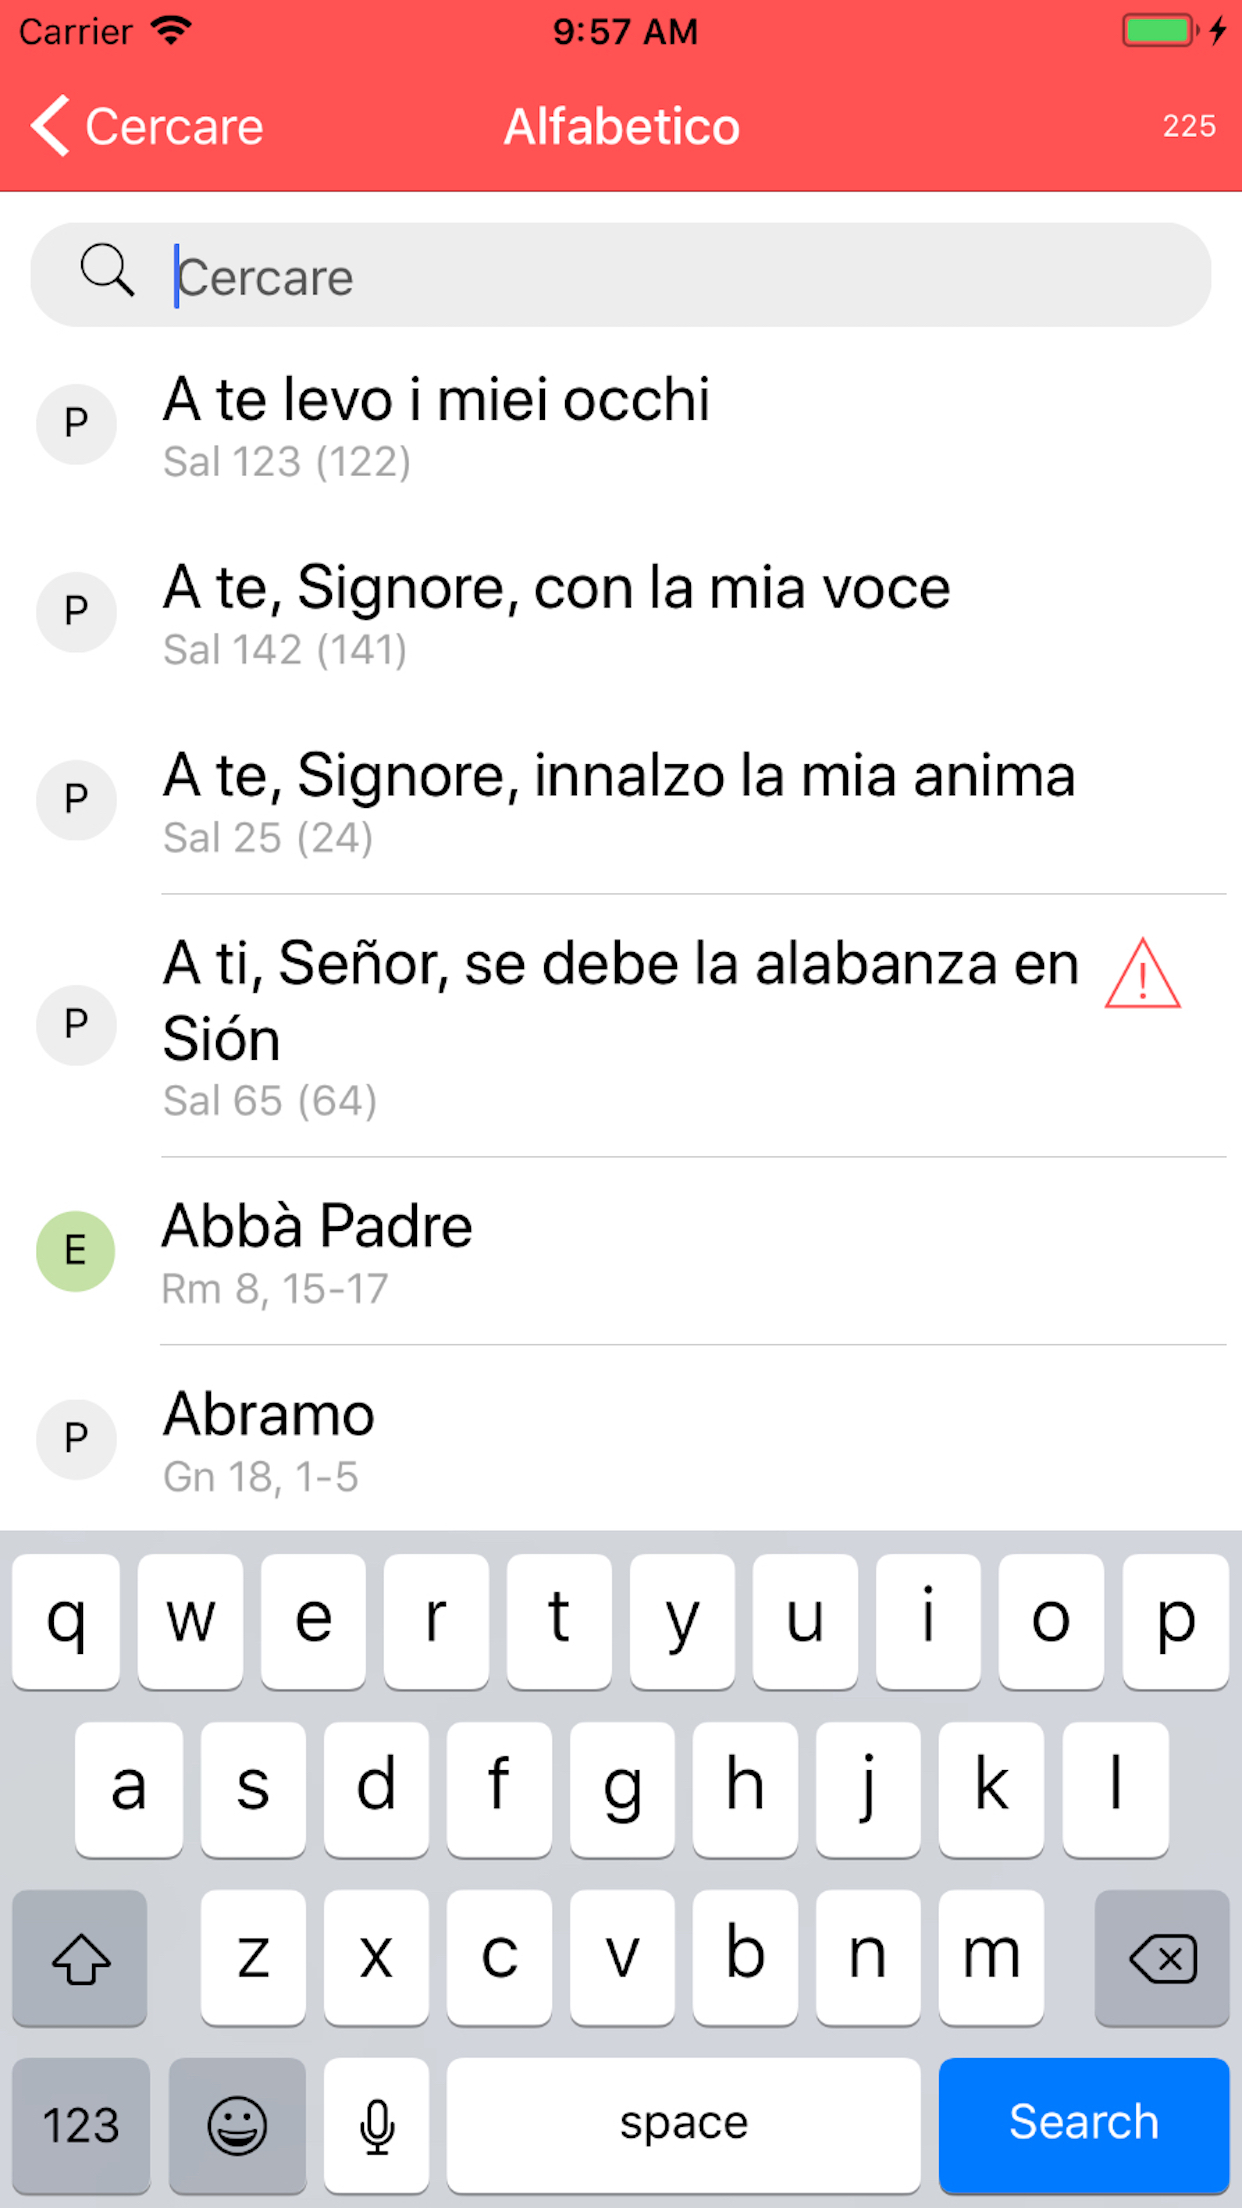 Carrier 9:57 AM
Cercare Alfabetico 225
Cercare
A te levo i miei occhi
P
Sal 123 (122)
A te, Signore, con la mia voce
P
Sal 142 (141)
A te, Signore, innalzo la mia anima
P
Sal 25 (24)
A ti, Señor, se debe la alabanza en
P
Sión
Sal 65 (64)
Abbà Padre
E
Rm 8, 15-17
Abramo
P
Gn 18, 1-5
q w e r t y u i o p
a s d f g h j k l
z x c v b n m
123 space Search